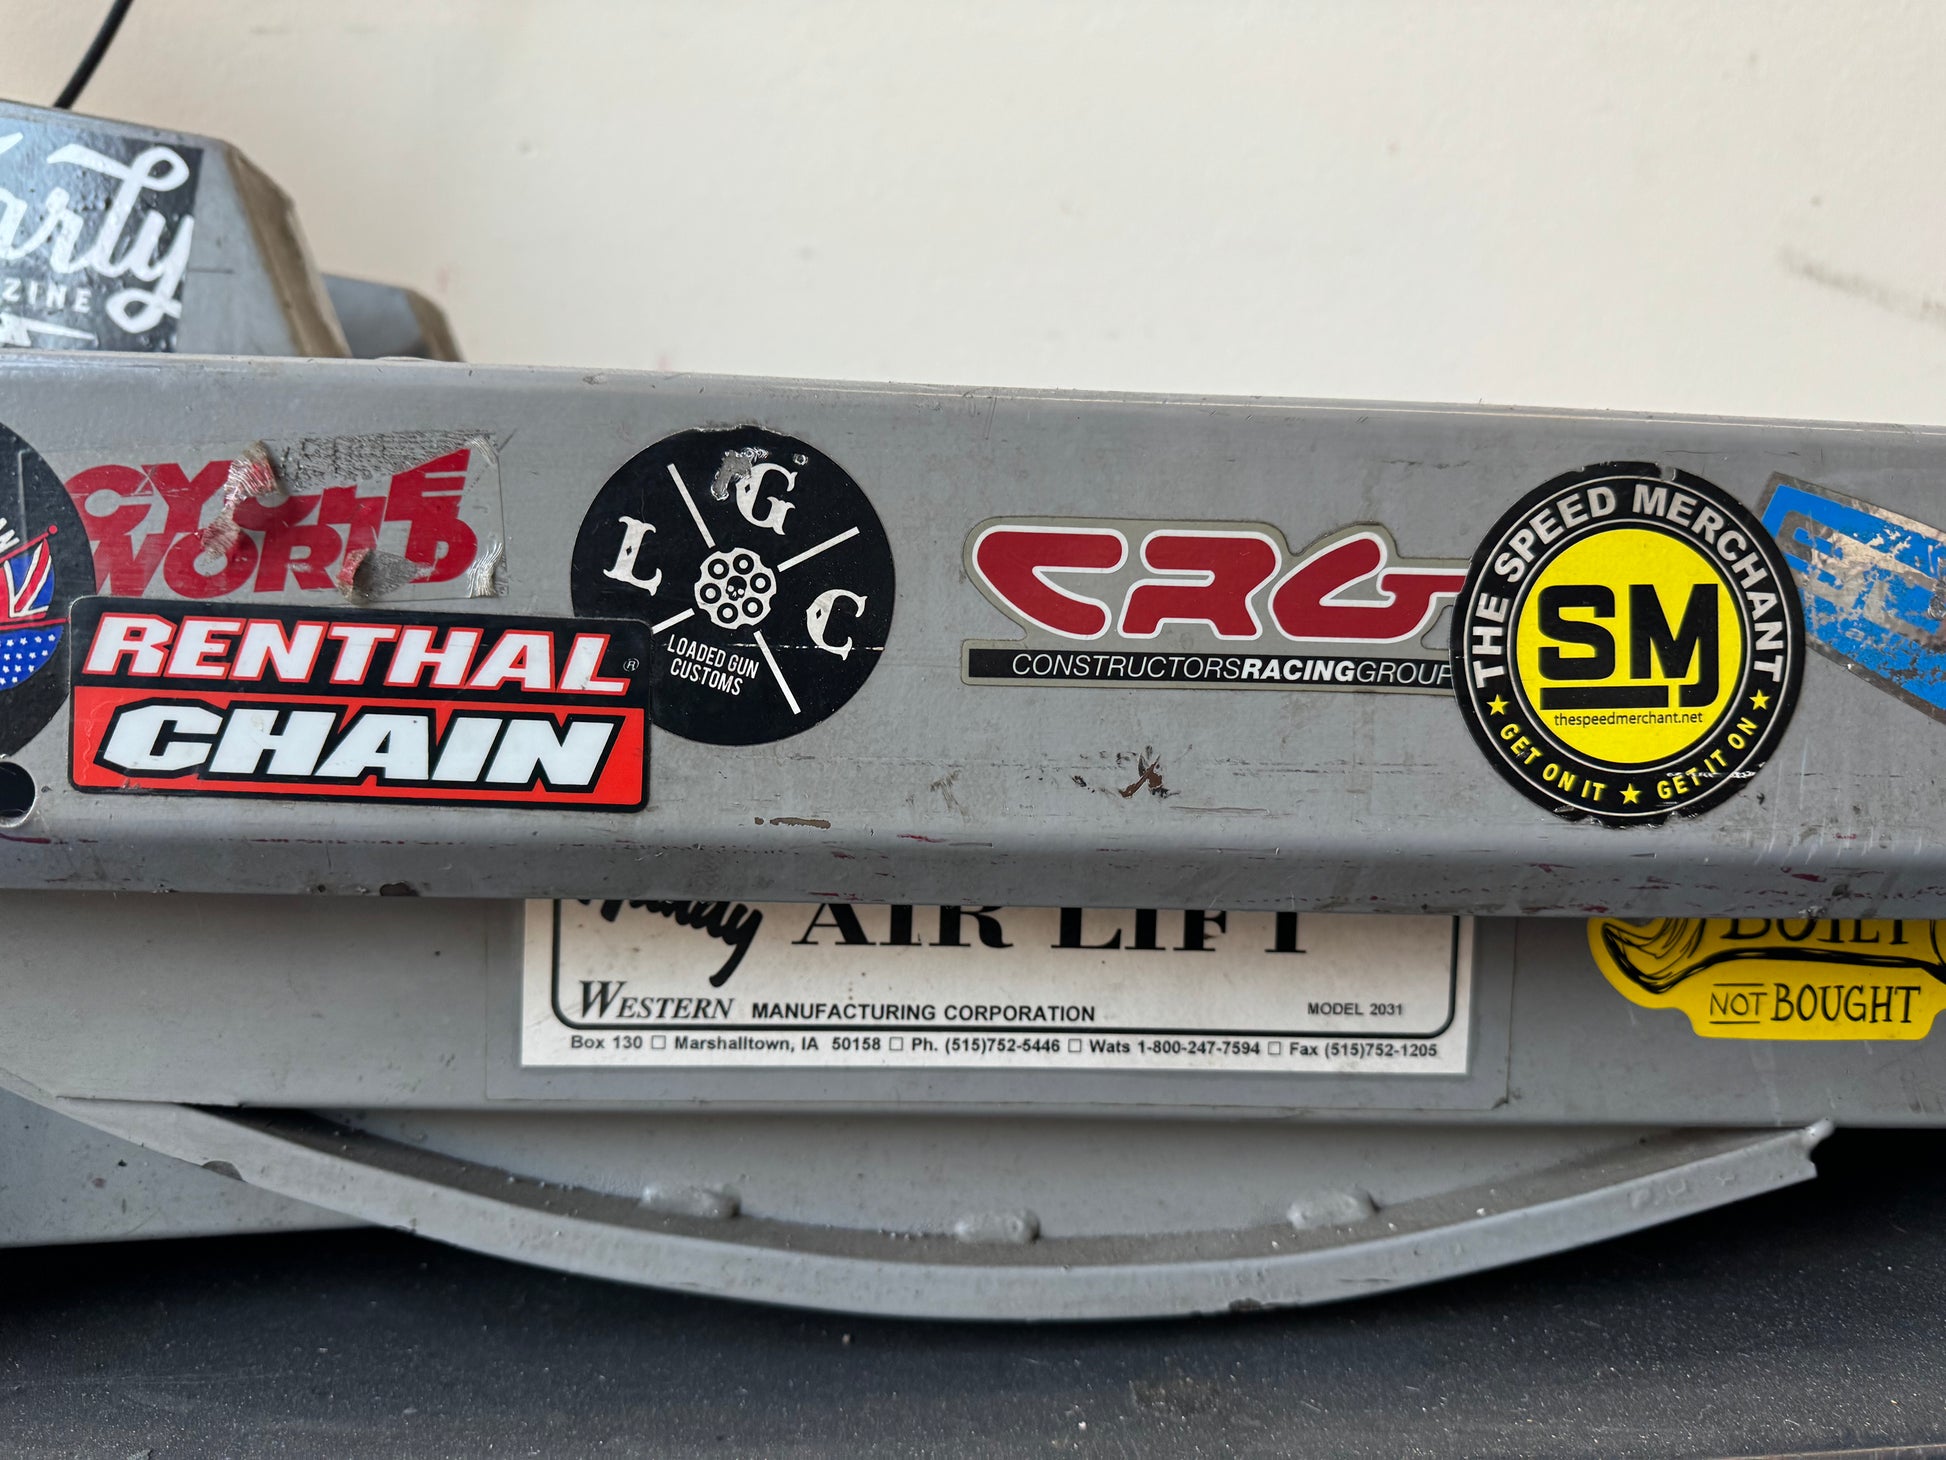 CYCLE
WORLD
RENTHAL®
CHAIN
L G C
LOADED GUN
CUSTOMS
CRG
CONSTRUCTORSRACINGGROUP
THE SPEED MERCHANT
SM
thespeedmerchant.net
★ GET ON IT ★ GET IT ON ★
AIR LIFT
WESTERN MANUFACTURING CORPORATION MODEL 2031
Box 130 □ Marshalltown, IA 50158 □ Ph. (515)752-5446 □ Wats 1-800-247-7594 □ Fax (515)752-1205
BUILT
NOT BOUGHT